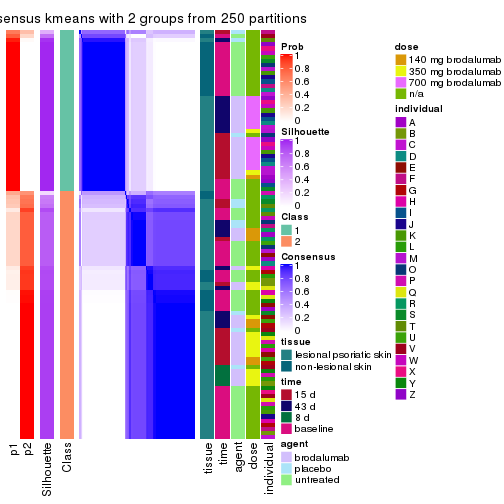 sensus kmeans with 2 groups from 250 partitions
Prob
1
0.8
0.6
0.4
0.2
0
Silhouette
1
0.8
0.6
0.4
0.2
0
Class
1
2
Consensus
1
0.8
0.6
0.4
0.2
0
tissue
lesional psoriatic skin
non-lesional skin
time
15 d
43 d
8 d
baseline
agent
brodalumab
placebo
untreated
dose
140 mg brodalumab
350 mg brodalumab
700 mg brodalumab
n/a
individual
A
B
C
D
E
F
G
H
I
J
K
L
M
O
P
Q
R
S
T
U
V
W
X
Y
Z
p1
p2
Silhouette
Class
tissue
time
agent
dose
individual